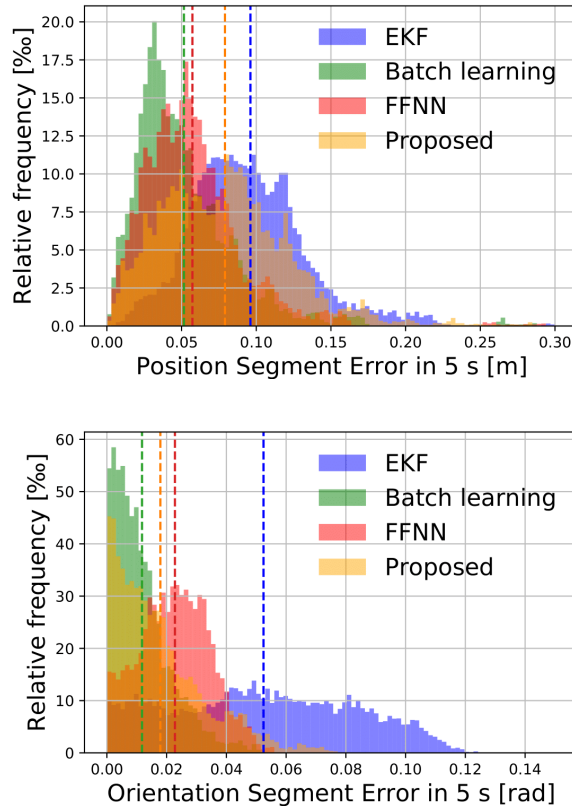 20.0
17.5
15.0
12.5
10.0
7.5
5.0
2.5
0.0
Relative frequency [‰]
EKF
Batch learning
FFNN
Proposed
0.00 0.05 0.10 0.15 0.20 0.25 0.30
Position Segment Error in 5 s [m]
60
50
40
30
20
10
0
Relative frequency [‰]
EKF
Batch learning
FFNN
Proposed
0.00 0.02 0.04 0.06 0.08 0.10 0.12 0.14
Orientation Segment Error in 5 s [rad]